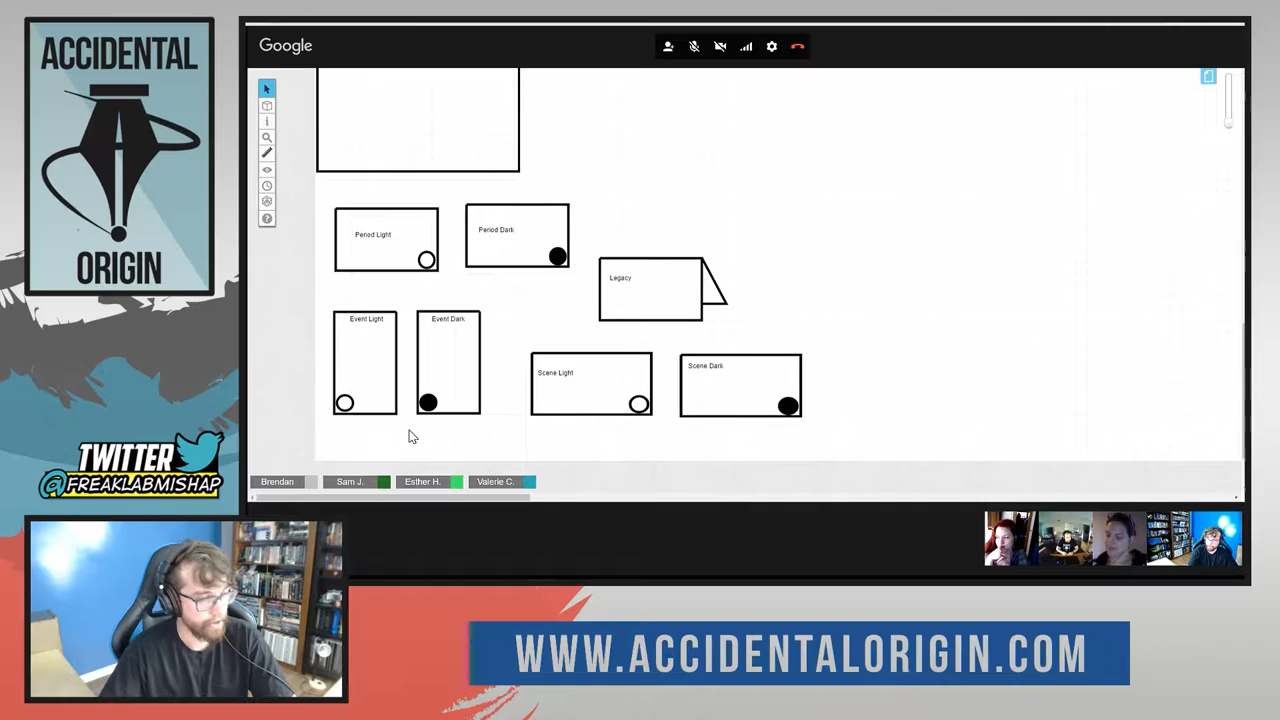 ACCIDENTAL
ORIGIN
Google
Period Light
Period Dark
Legacy
Event Light
Event Dark
Scene Light
Scene Dark
Brendan
Sam J.
Esther H.
Valerie C.
TWITTER
@FREAKLABMISHAP
WWW.ACCIDENTALORIGIN.COM